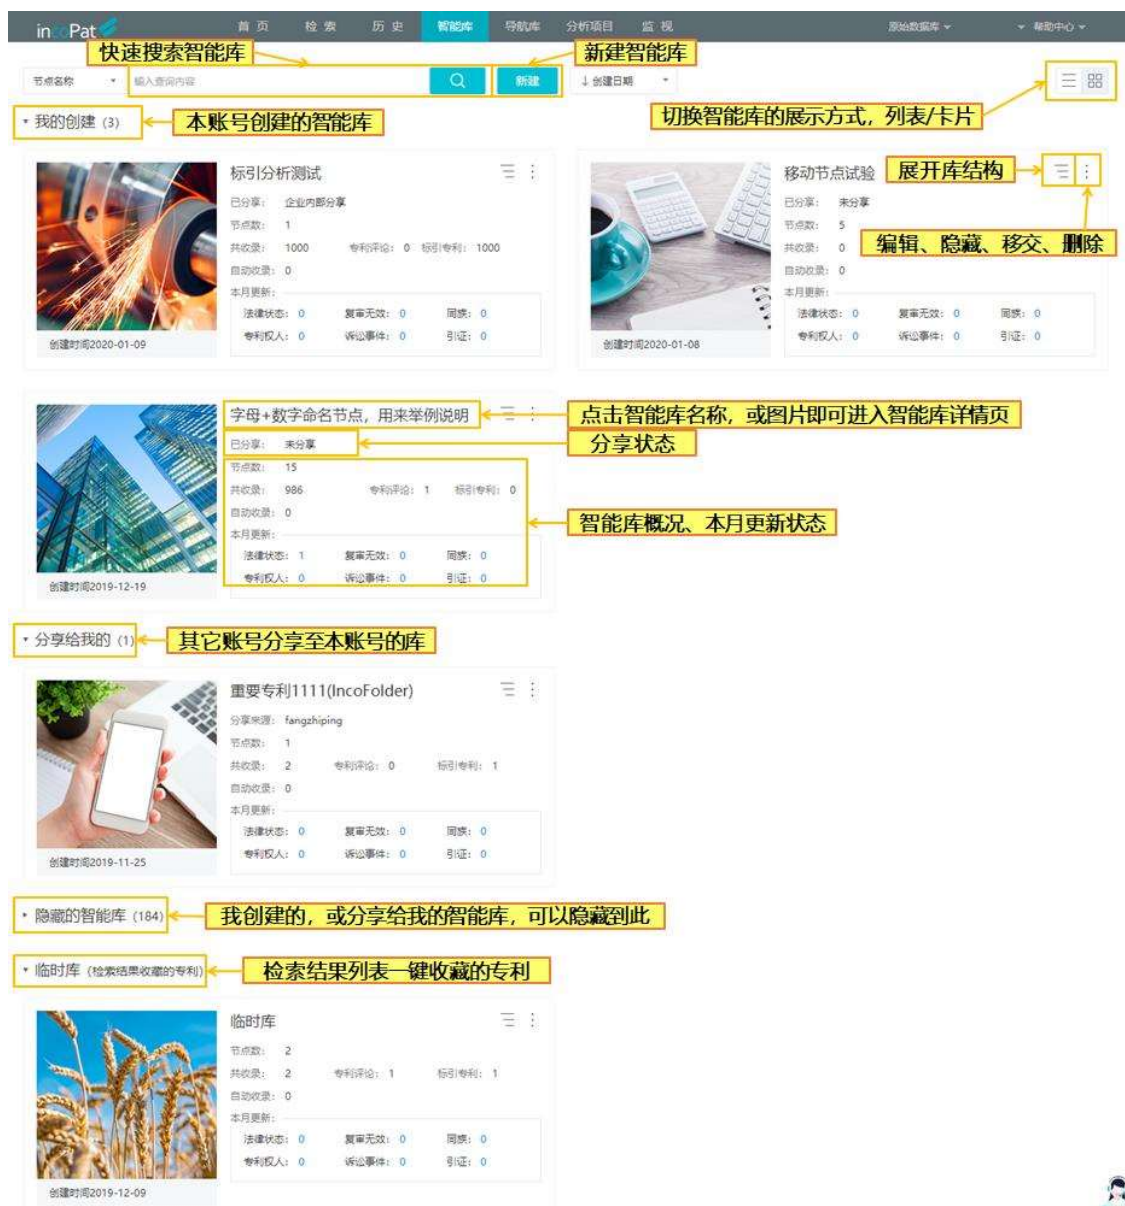 incoPat 首页 检索 历史 智能库 导航库 分析项目 监视 原始数据库 帮助中心
快速搜索智能库 新建智能库
节点名称 输入查询内容 新建 ↓创建日期
切换智能库的展示方式，列表/卡片
我的创建 (3) 本账号创建的智能库
标引分析测试
已分享： 企业内部分享
节点数： 1
共收录： 1000 专利评论： 0 标引专利： 1000
自动收录： 0
本月更新：
法律状态： 0 复审无效： 0 同族： 0
专利权人： 0 诉讼事件： 0 引证： 0
创建时间2020-01-09
移动节点试验 展开库结构
已分享： 未分享
节点数： 5
共收录： 0 编辑、隐藏、移交、删除
自动收录： 0
本月更新：
法律状态： 0 复审无效： 0 同族： 0
专利权人： 0 诉讼事件： 0 引证： 0
创建时间2020-01-08
字母+数字命名节点，用来举例说明 点击智能库名称，或图片即可进入智能库详情页
已分享： 未分享 分享状态
节点数： 15
共收录： 986 专利评论： 1 标引专利： 0
自动收录： 0 智能库概况、本月更新状态
本月更新：
法律状态： 1 复审无效： 0 同族： 0
专利权人： 0 诉讼事件： 0 引证： 0
创建时间2019-12-19
分享给我的 (1) 其它账号分享至本账号的库
重要专利1111(IncoFolder)
分享来源： fangzhiping
节点数： 1
共收录： 2 专利评论： 0 标引专利： 1
自动收录： 0
本月更新：
法律状态： 0 复审无效： 0 同族： 0
专利权人： 0 诉讼事件： 0 引证： 0
创建时间2019-11-25
隐藏的智能库 (184) 我创建的，或分享给我的智能库，可以隐藏到此
临时库 (检索结果收藏的专利) 检索结果列表一键收藏的专利
临时库
节点数： 2
共收录： 2 专利评论： 1 标引专利： 1
自动收录： 0
本月更新：
法律状态： 0 复审无效： 0 同族： 0
专利权人： 0 诉讼事件： 0 引证： 0
创建时间2019-12-09